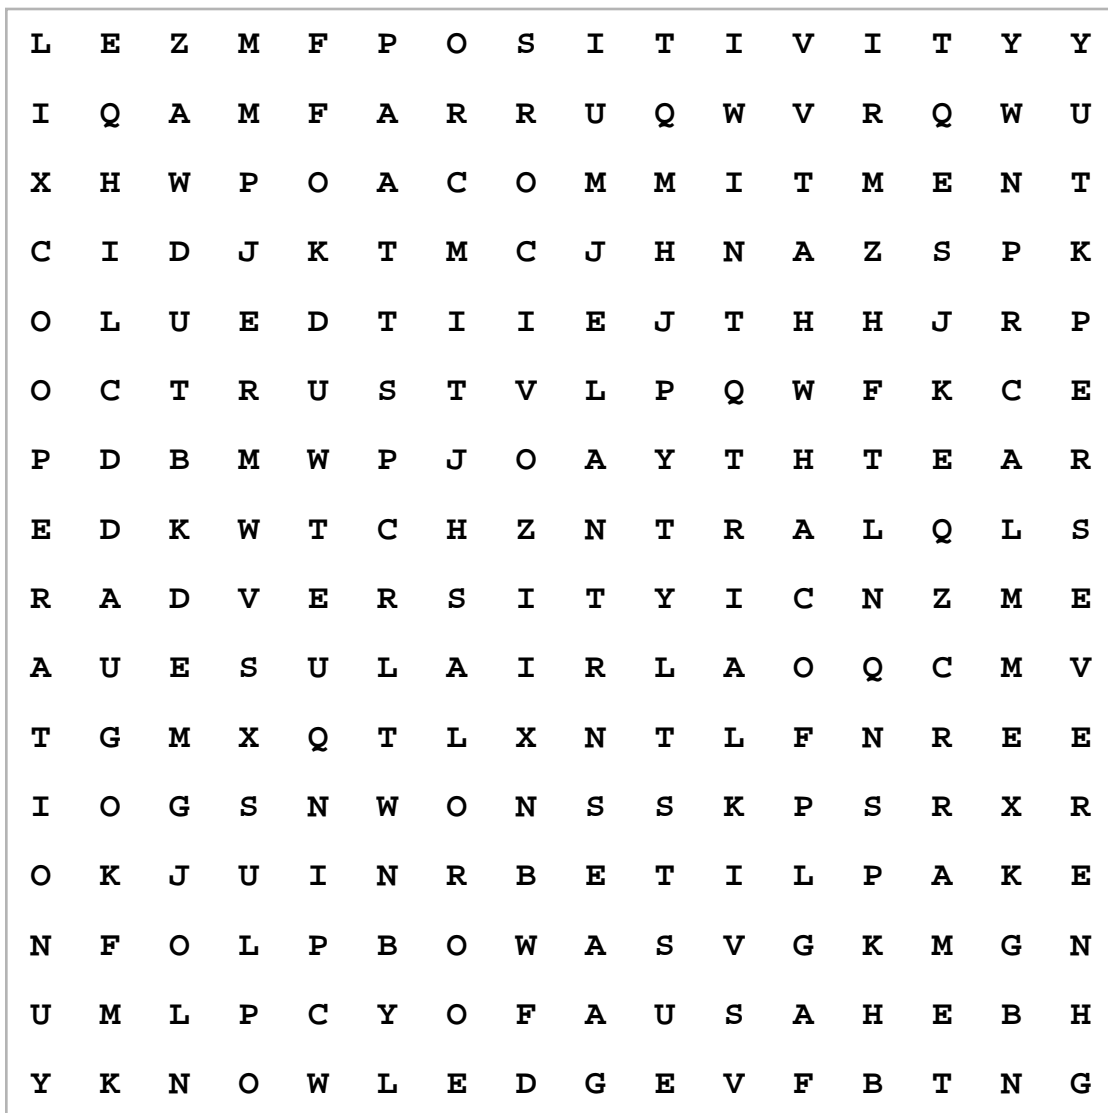 L E Z M F P O S I T I V I T Y Y
I Q A M F A R R U Q W V R Q W U
X H W P O A C O M M I T M E N T
C I D J K T M C J H N A Z S P K
O L U E D T I I E J T H H J R P
O C T R U S T V L P Q W F K C E
P D B M W P J O A Y T H T E A R
E D K W T C H Z N T R A L Q L S
R A D V E R S I T Y I C N Z M E
A U E S U L A I R L A O Q C M V
T G M X Q T L X N T L F N R E E
I O G S N W O N S S K P S R X R
O K J U I N R B E T I L P A K E
N F O L P B O W A S V G K M G N
U M L P C Y O F A U S A H E B H
Y K N O W L E D G E V F B T N G